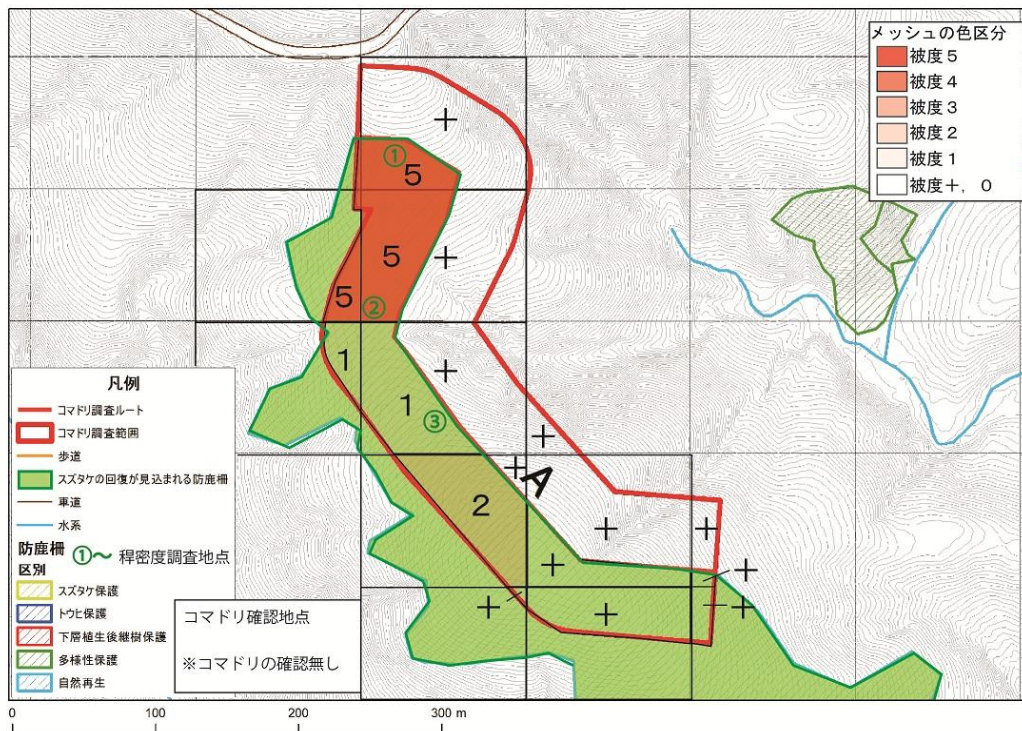 メッシュの色区分
被度５
被度４
被度３
被度２
被度１
被度＋，０
+
①
5
5
+
5
②
1
+
1
③
+
+
A
2
+
+
+
+
+
+
+
凡例
コマドリ調査ルート
コマドリ調査範囲
歩道
スズタケの回復が見込まれる防鹿柵
車道
水系
防鹿柵
区別
①～ 稈密度調査地点
スズタケ保護
トウヒ保護
下層植生後継樹保護
多様性保護
自然再生
コマドリ確認地点
※コマドリの確認無し
0 100 200 300 m